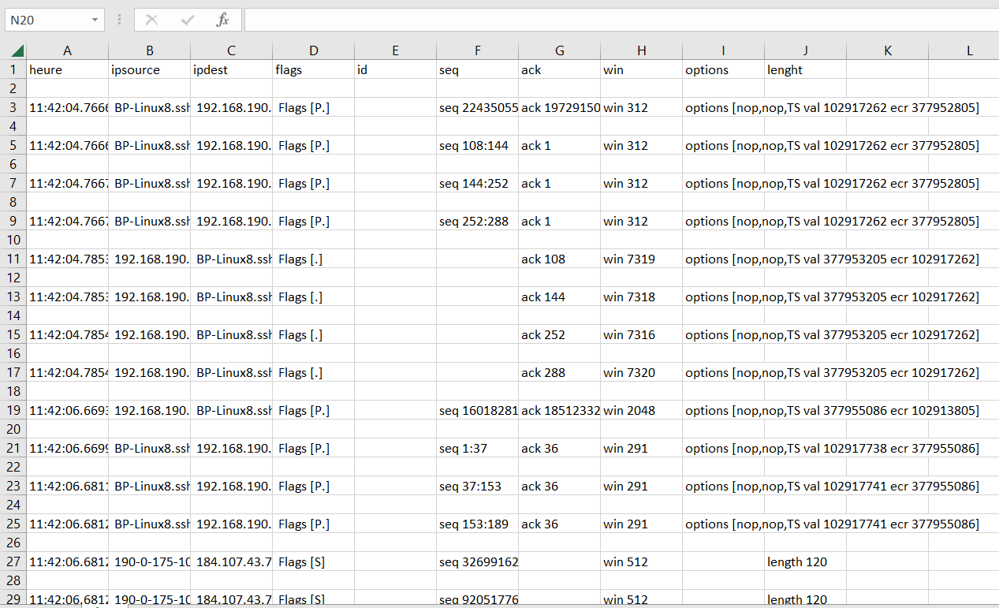 N20 fx
A B C D E F G H I J K L
1 heure ipsource ipdest flags id seq ack win options lenght
2
3 11:42:04.7666 BP-Linux8.ssh 192.168.190. Flags [P.] seq 22435055 ack 19729150 win 312 options [nop,nop,TS val 102917262 ecr 377952805]
4
5 11:42:04.7666 BP-Linux8.ssh 192.168.190. Flags [P.] seq 108:144 ack 1 win 312 options [nop,nop,TS val 102917262 ecr 377952805]
6
7 11:42:04.7667 BP-Linux8.ssh 192.168.190. Flags [P.] seq 144:252 ack 1 win 312 options [nop,nop,TS val 102917262 ecr 377952805]
8
9 11:42:04.7667 BP-Linux8.ssh 192.168.190. Flags [P.] seq 252:288 ack 1 win 312 options [nop,nop,TS val 102917262 ecr 377952805]
10
11 11:42:04.7853 192.168.190. BP-Linux8.ssh Flags [.] ack 108 win 7319 options [nop,nop,TS val 377953205 ecr 102917262]
12
13 11:42:04.7853 192.168.190. BP-Linux8.ssh Flags [.] ack 144 win 7318 options [nop,nop,TS val 377953205 ecr 102917262]
14
15 11:42:04.7854 192.168.190. BP-Linux8.ssh Flags [.] ack 252 win 7316 options [nop,nop,TS val 377953205 ecr 102917262]
16
17 11:42:04.7854 192.168.190. BP-Linux8.ssh Flags [.] ack 288 win 7320 options [nop,nop,TS val 377953205 ecr 102917262]
18
19 11:42:06.6693 192.168.190. BP-Linux8.ssh Flags [P.] seq 16018281 ack 18512332 win 2048 options [nop,nop,TS val 377955086 ecr 102913805]
20
21 11:42:06.6699 BP-Linux8.ssh 192.168.190. Flags [P.] seq 1:37 ack 36 win 291 options [nop,nop,TS val 102917738 ecr 377955086]
22
23 11:42:06.6811 BP-Linux8.ssh 192.168.190. Flags [P.] seq 37:153 ack 36 win 291 options [nop,nop,TS val 102917741 ecr 377955086]
24
25 11:42:06.6812 BP-Linux8.ssh 192.168.190. Flags [P.] seq 153:189 ack 36 win 291 options [nop,nop,TS val 102917741 ecr 377955086]
26
27 11:42:06.6812 190-0-175-10 184.107.43.7 Flags [S] seq 32699162 win 512 length 120
28
29 11:42:06.6812 190-0-175-10 184.107.43.7 Flags [S] seq 92051776 win 512 length 120